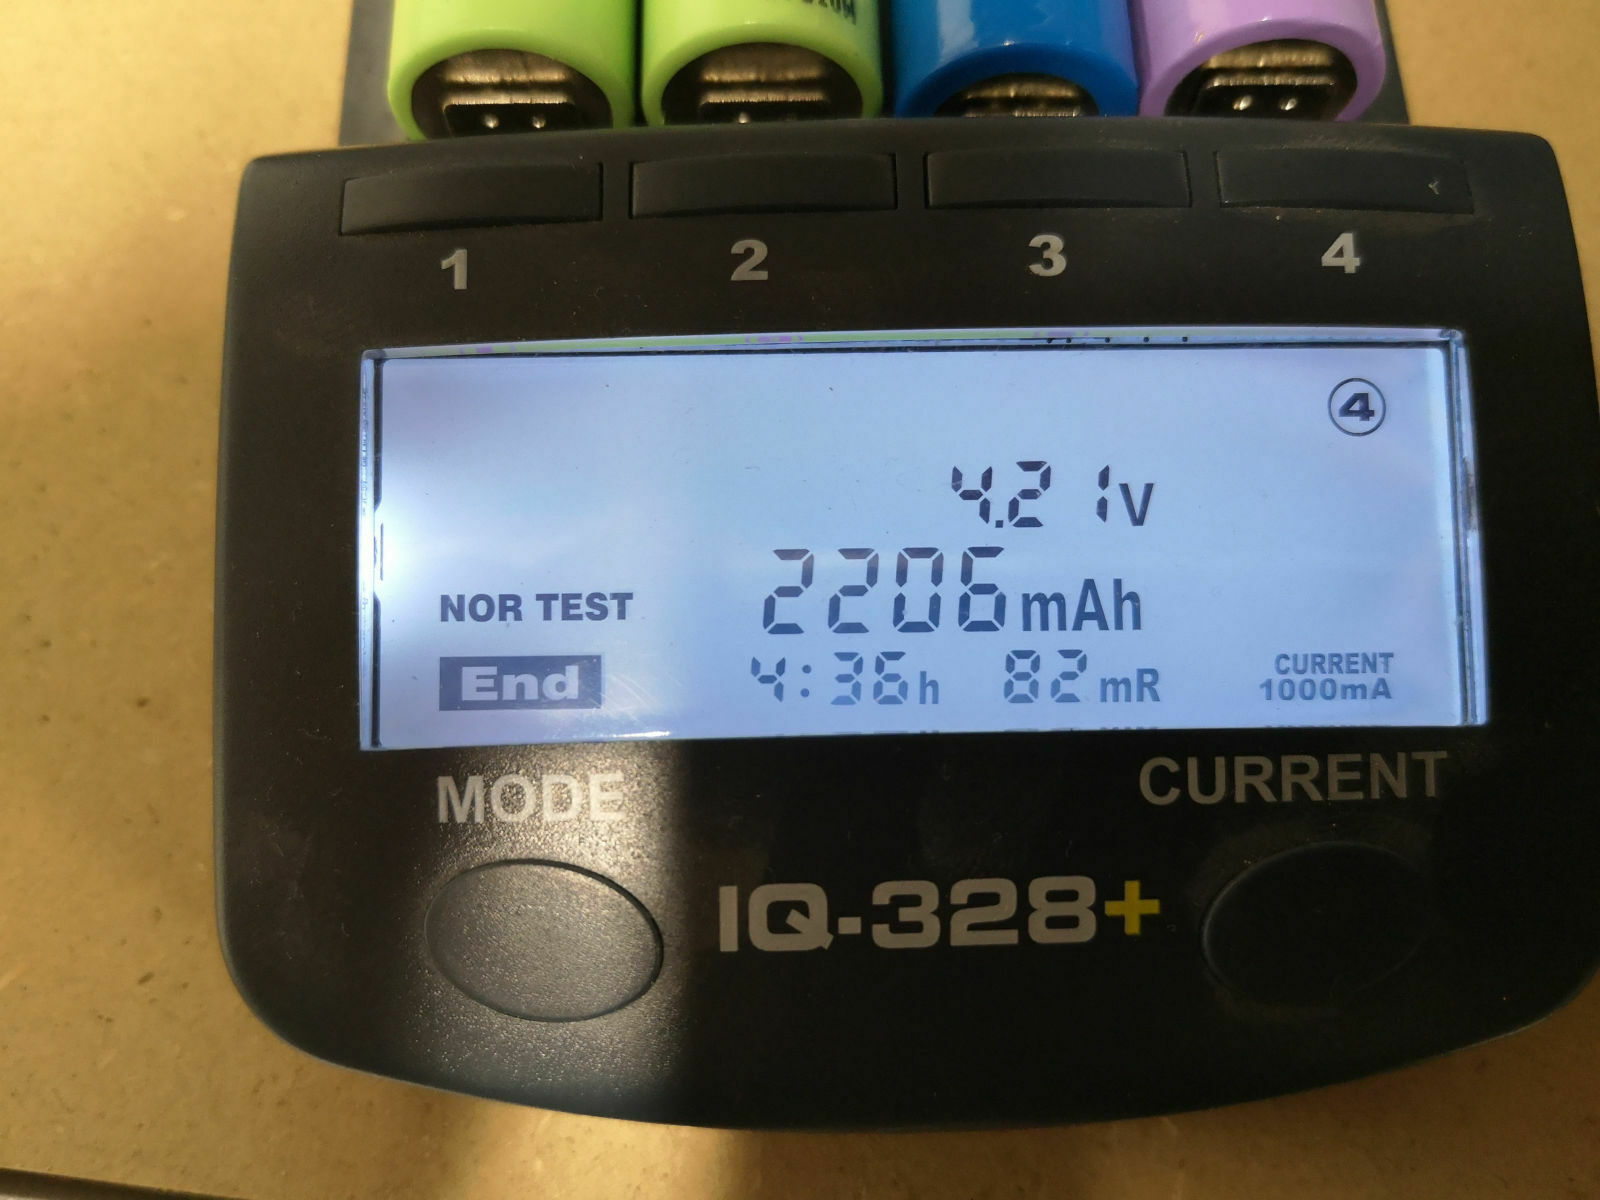 1 2 3 4
4
4.21v
2206mAh
NOR TEST
End 4:36h 82mR
CURRENT
1000mA
MODE CURRENT
IQ-328+